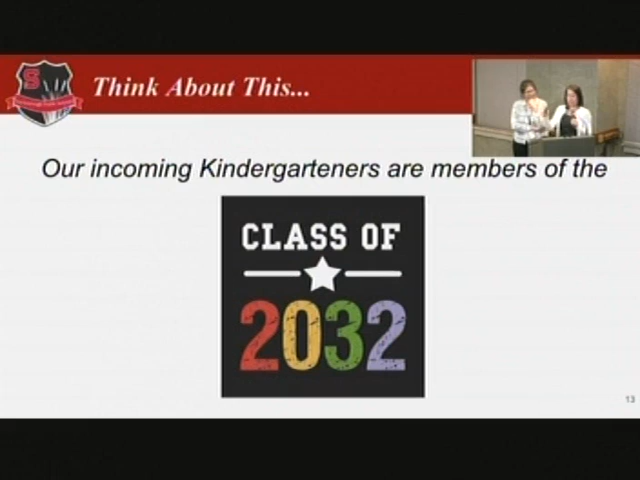 S
Think About This...
Our incoming Kindergarteners are members of the
CLASS OF
2032
13